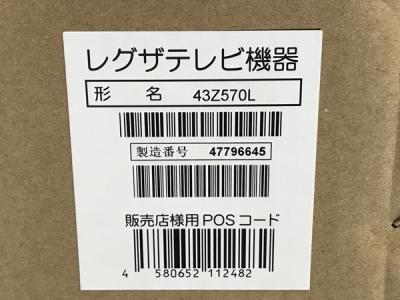 レグザテレビ機器
形 名 43Z570L
製造番号 47796645
販売店様用POSコード
4 580652 112482